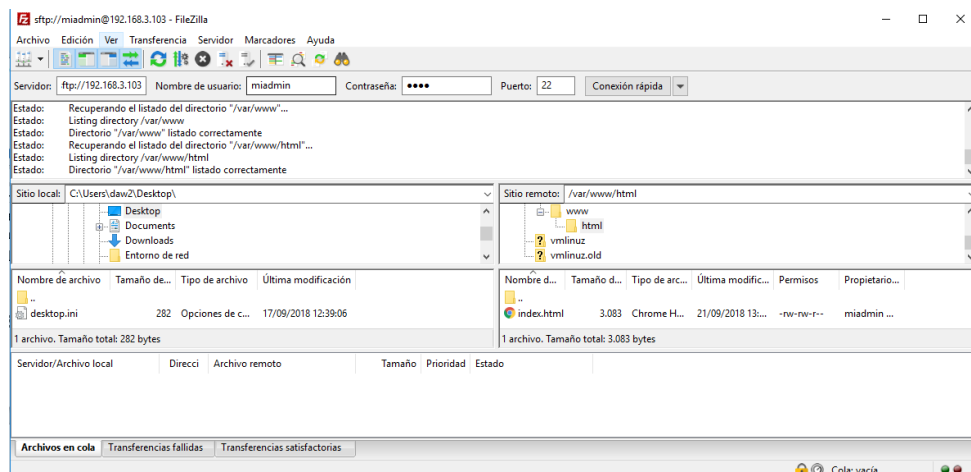 sftp://miadmin@192.168.3.103 - FileZilla
Archivo Edición Ver Transferencia Servidor Marcadores Ayuda
Servidor: ftp://192.168.3.103 Nombre de usuario: miadmin Contraseña: •••• Puerto: 22 Conexión rápida
Estado: Recuperando el listado del directorio "/var/www"...
Estado: Listing directory /var/www
Estado: Directorio "/var/www" listado correctamente
Estado: Recuperando el listado del directorio "/var/www/html"...
Estado: Listing directory /var/www/html
Estado: Directorio "/var/www/html" listado correctamente
Sitio local: C:\Users\daw2\Desktop\
Desktop
Documents
Downloads
Entorno de red
Sitio remoto: /var/www/html
www
html
vmlinuz
vmlinuz.old
Nombre de archivo Tamaño de... Tipo de archivo Última modificación
..
desktop.ini 282 Opciones de c... 17/09/2018 12:39:06
1 archivo. Tamaño total: 282 bytes
Nombre d... Tamaño d... Tipo de arc... Última modific... Permisos Propietario...
..
index.html 3.083 Chrome H... 21/09/2018 13:... -rw-rw-r-- miadmin ...
1 archivo. Tamaño total: 3.083 bytes
Servidor/Archivo local Direcci Archivo remoto Tamaño Prioridad Estado
Archivos en cola Transferencias fallidas Transferencias satisfactorias
Cola: vacía